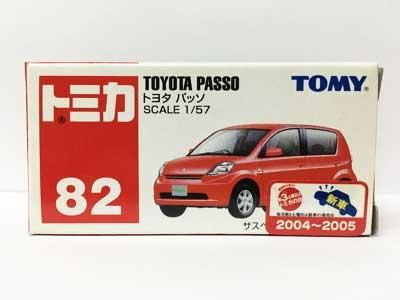 トミカ
®
82
TOYOTA PASSO
トヨタ パッソ
SCALE 1/57
TOMY®
サスペ
新車
2004～2005